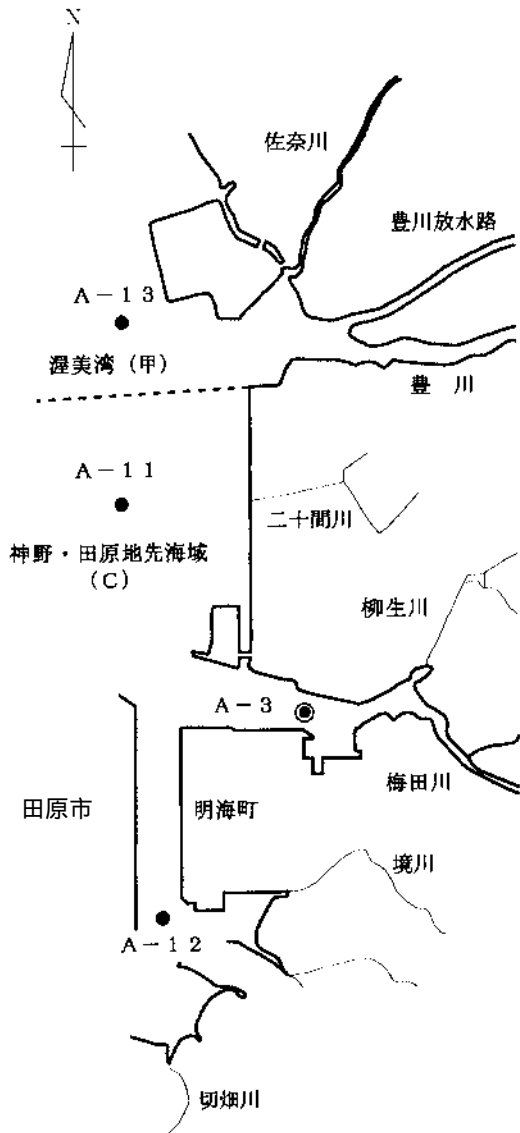 N
佐奈川
豊川放水路
A-13
渥美湾（甲）
豊 川
A-11
二十間川
神野・田原地先海域
（C）
柳生川
A-3
梅田川
田原市
明海町
境川
A-12
切畑川